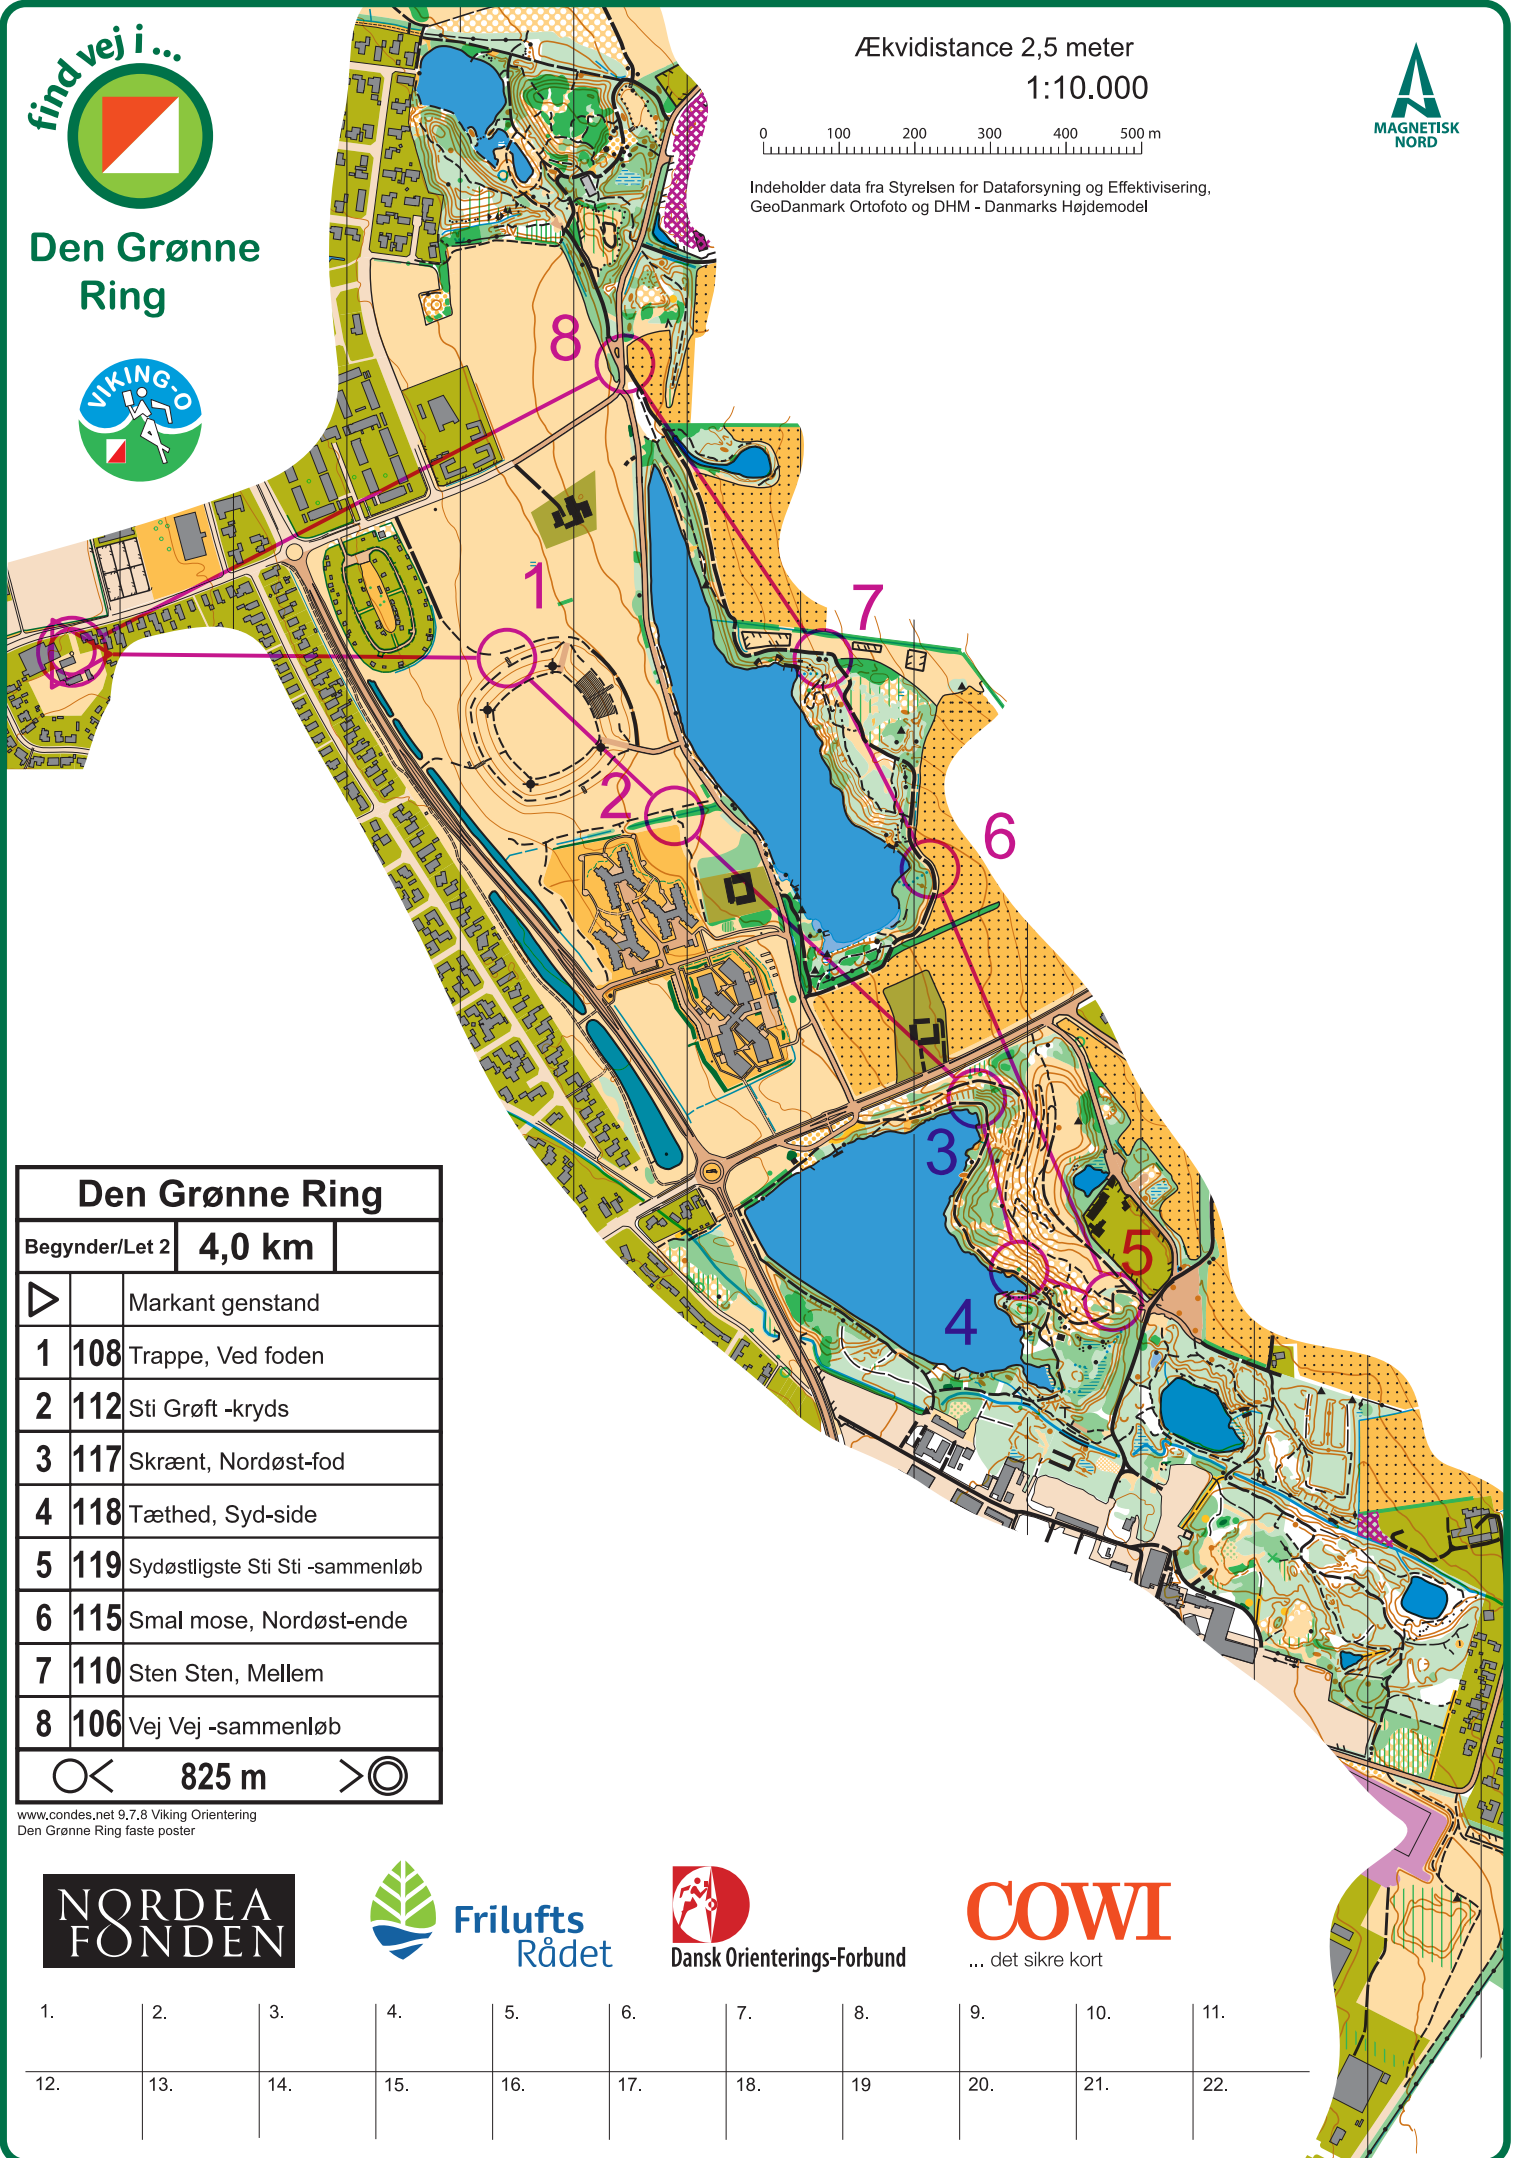 find vej i ...
Den Grønne
Ring
VIKING-O
Ækvidistance 2,5 meter
1:10.000
0 100 200 300 400 500 m
Indeholder data fra Styrelsen for Dataforsyning og Effektivisering,
GeoDanmark Ortofoto og DHM - Danmarks Højdemodel
MAGNETISK
NORD
8
1
7
2
6
3
5
4
Den Grønne Ring
Begynder/Let 2 4,0 km
Markant genstand
1 108 Trappe, Ved foden
2 112 Sti Grøft -kryds
3 117 Skrænt, Nordøst-fod
4 118 Tæthed, Syd-side
5 119 Sydøstligste Sti Sti -sammenløb
6 115 Smal mose, Nordøst-ende
7 110 Sten Sten, Mellem
8 106 Vej Vej -sammenløb
825 m
www.condes.net 9.7.8 Viking Orientering
Den Grønne Ring faste poster
NORDEA
FONDEN
Frilufts
Rådet
Dansk Orienterings-Forbund
COWI
... det sikre kort
1. 2. 3. 4. 5. 6. 7. 8. 9. 10. 11.
12. 13. 14. 15. 16. 17. 18. 19 20. 21. 22.